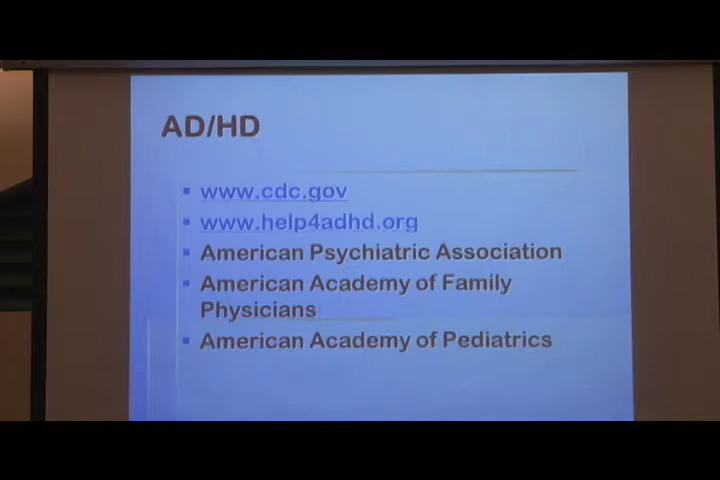 AD/HD
www.cdc.gov
www.help4adhd.org
American Psychiatric Association
American Academy of Family
Physicians
American Academy of Pediatrics